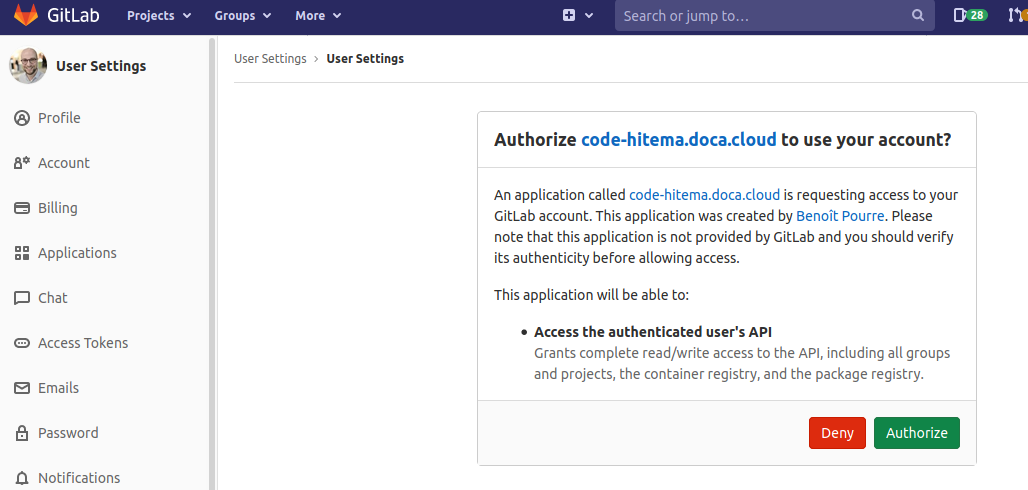 GitLab Projects Groups More Search or jump to… 28
User Settings
User Settings › User Settings
Profile
Account
Billing
Applications
Chat
Access Tokens
Emails
Password
Notifications
Authorize code-hitema.doca.cloud to use your account?
An application called code-hitema.doca.cloud is requesting access to your
GitLab account. This application was created by Benoît Pourre. Please
note that this application is not provided by GitLab and you should verify
its authenticity before allowing access.
This application will be able to:
• Access the authenticated user's API
Grants complete read/write access to the API, including all groups
and projects, the container registry, and the package registry.
Deny Authorize